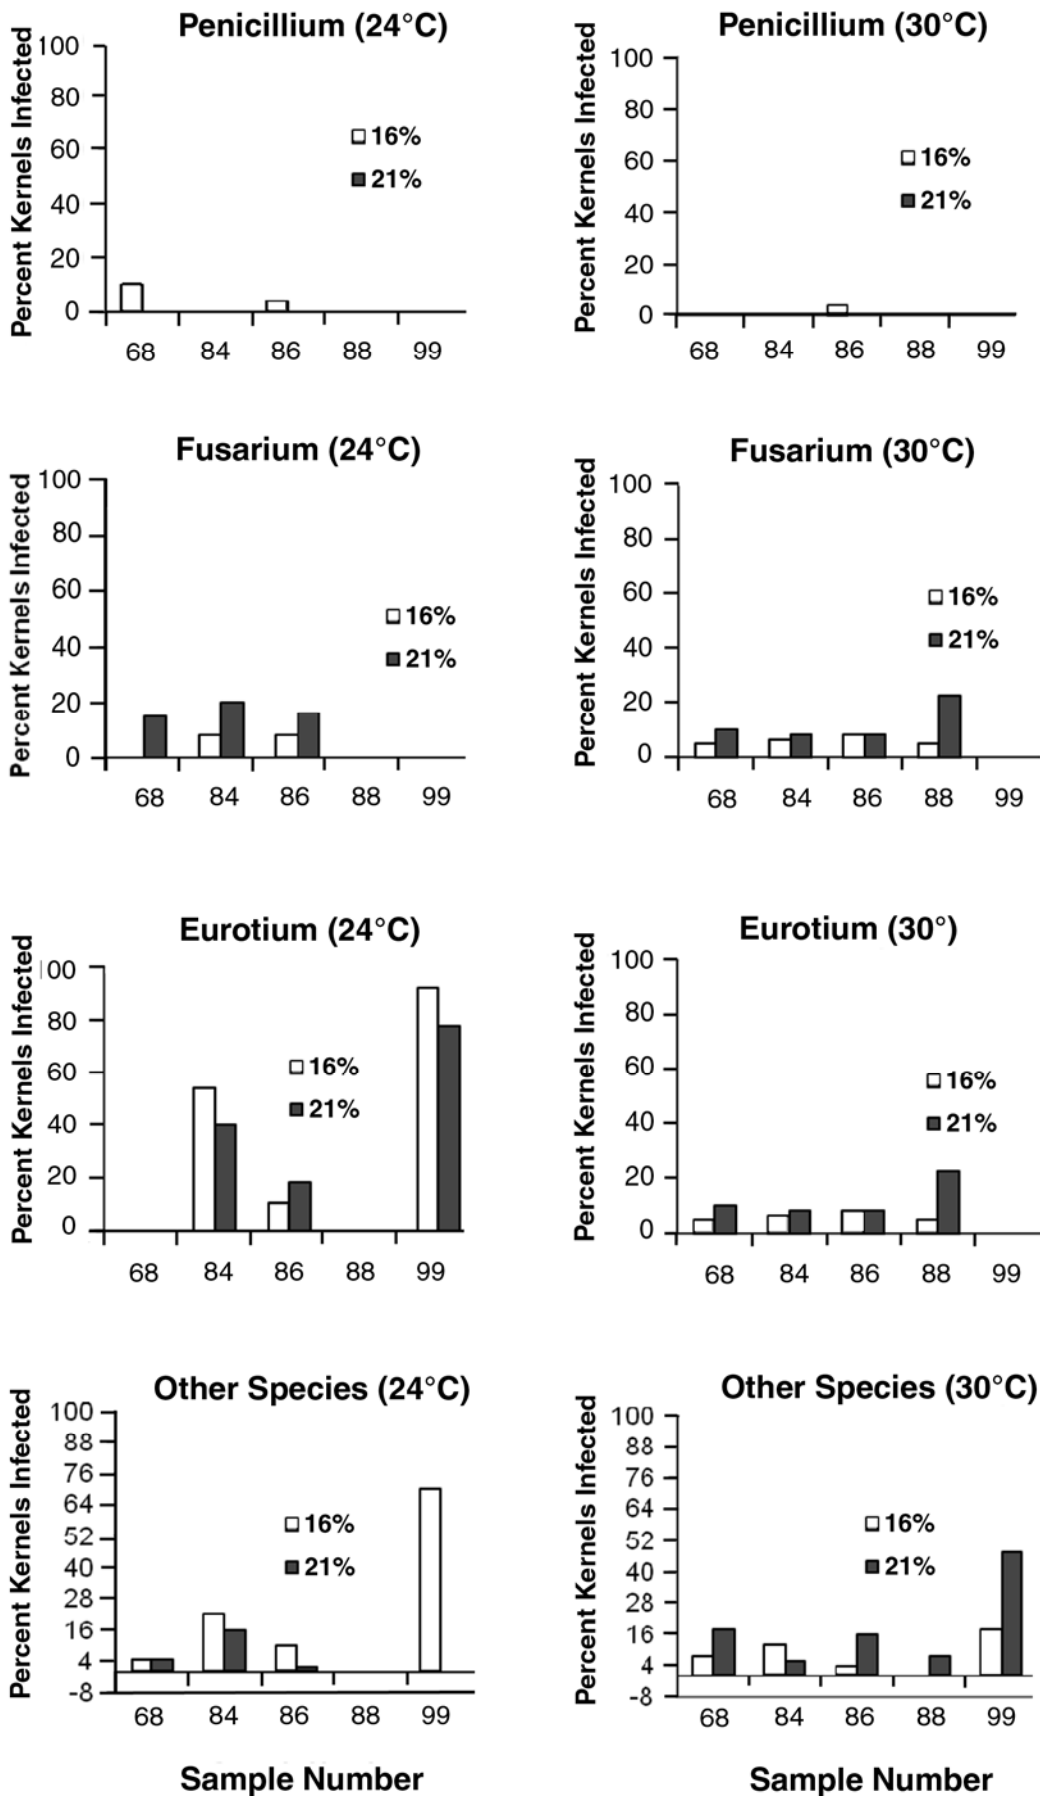 Penicillium (24°C)
Percent Kernels Infected
100
80
60
40
20
0
16%
21%
68 84 86 88 99
Penicillium (30°C)
Percent Kernels Infected
100
80
60
40
20
0
16%
21%
68 84 86 88 99
Fusarium (24°C)
Percent Kernels Infected
100
80
60
40
20
0
16%
21%
68 84 86 88 99
Fusarium (30°C)
Percent Kernels Infected
100
80
60
40
20
0
16%
21%
68 84 86 88 99
Eurotium (24°C)
Percent Kernels Infected
100
80
60
40
20
0
16%
21%
68 84 86 88 99
Eurotium (30°)
Percent Kernels Infected
100
80
60
40
20
0
16%
21%
68 84 86 88 99
Other Species (24°C)
Percent Kernels Infected
100
88
76
64
52
40
28
16
4
-8
16%
21%
68 84 86 88 99
Sample Number
Other Species (30°C)
Percent Kernels Infected
100
88
76
64
52
40
28
16
4
-8
16%
21%
68 84 86 88 99
Sample Number